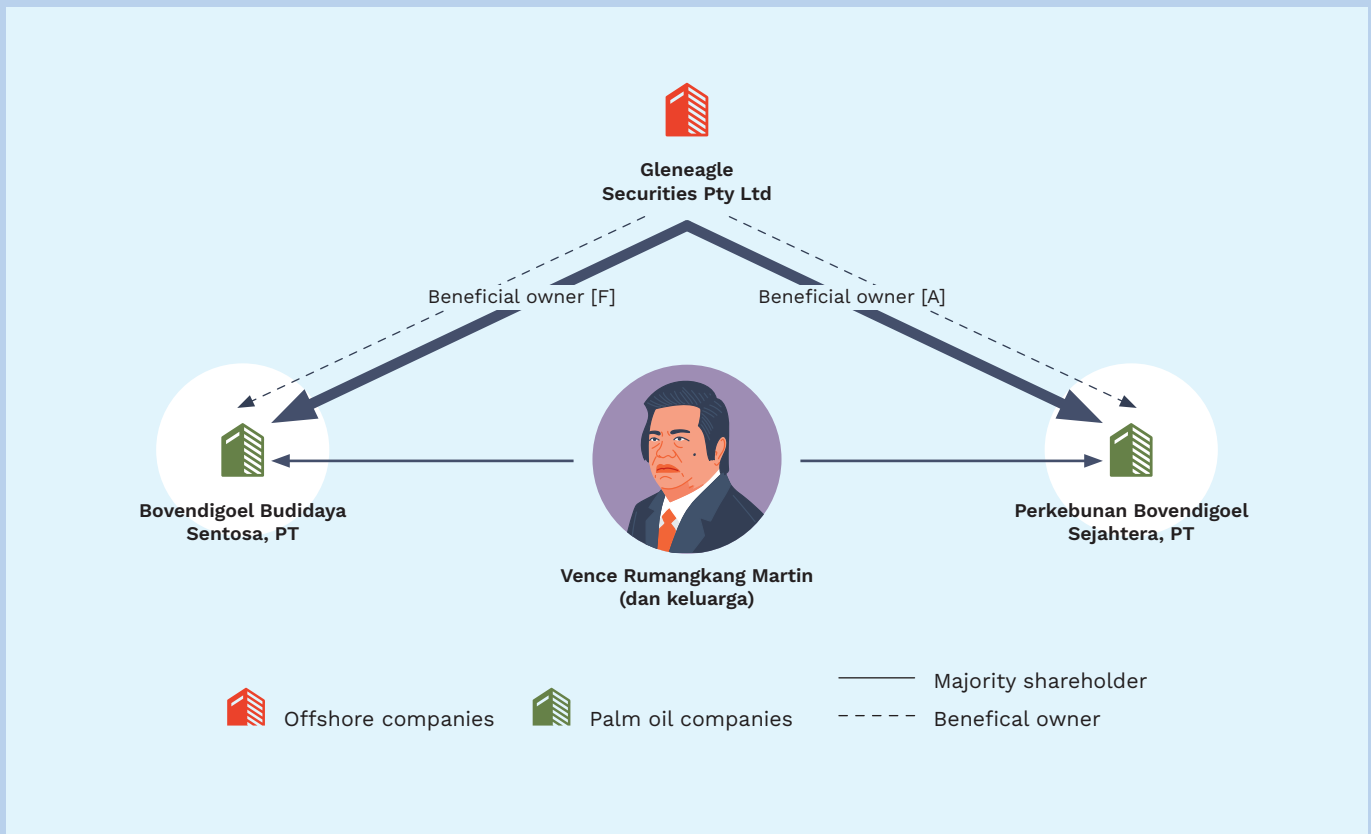 Gleneagle
Securities Pty Ltd
Beneficial owner [F]
Beneficial owner [A]
Bovendigoel Budidaya
Sentosa, PT
Perkebunan Bovendigoel
Sejahtera, PT
Vence Rumangkang Martin
(dan keluarga)
Offshore companies
Palm oil companies
Majority shareholder
Benefical owner